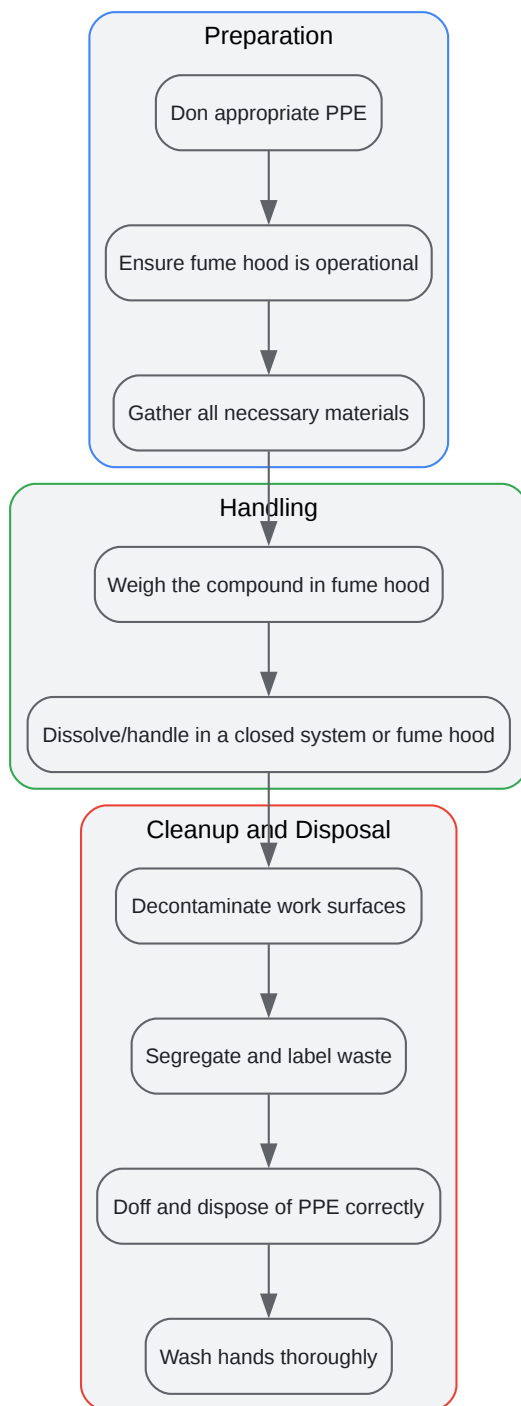 Preparation
Don appropriate PPE
Ensure fume hood is operational
Gather all necessary materials
Handling
Weigh the compound in fume hood
Dissolve/handle in a closed system or fume hood
Cleanup and Disposal
Decontaminate work surfaces
Segregate and label waste
Doff and dispose of PPE correctly
Wash hands thoroughly